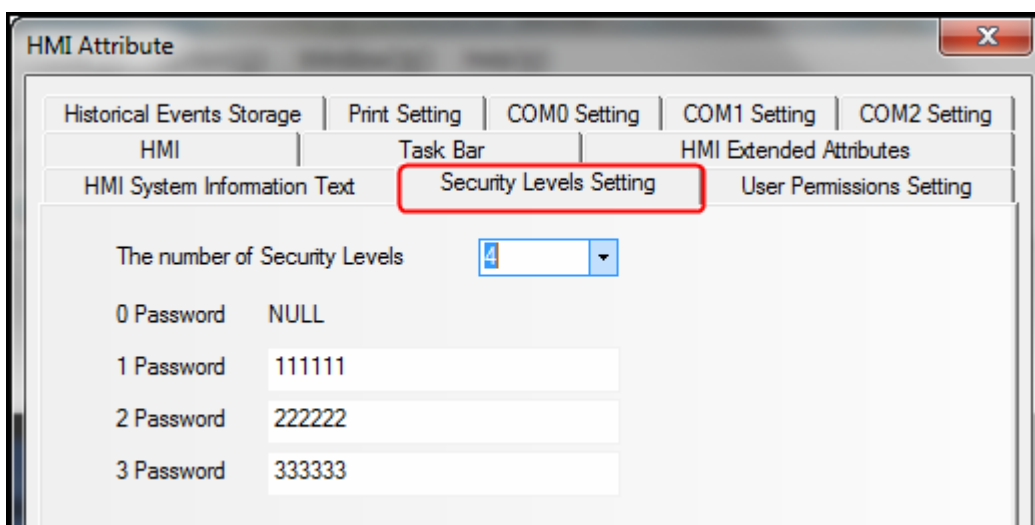 HMI Attribute
Historical Events Storage Print Setting COM0 Setting COM1 Setting COM2 Setting
HMI Task Bar HMI Extended Attributes
HMI System Information Text Security Levels Setting User Permissions Setting
The number of Security Levels 4
0 Password NULL
1 Password 111111
2 Password 222222
3 Password 333333